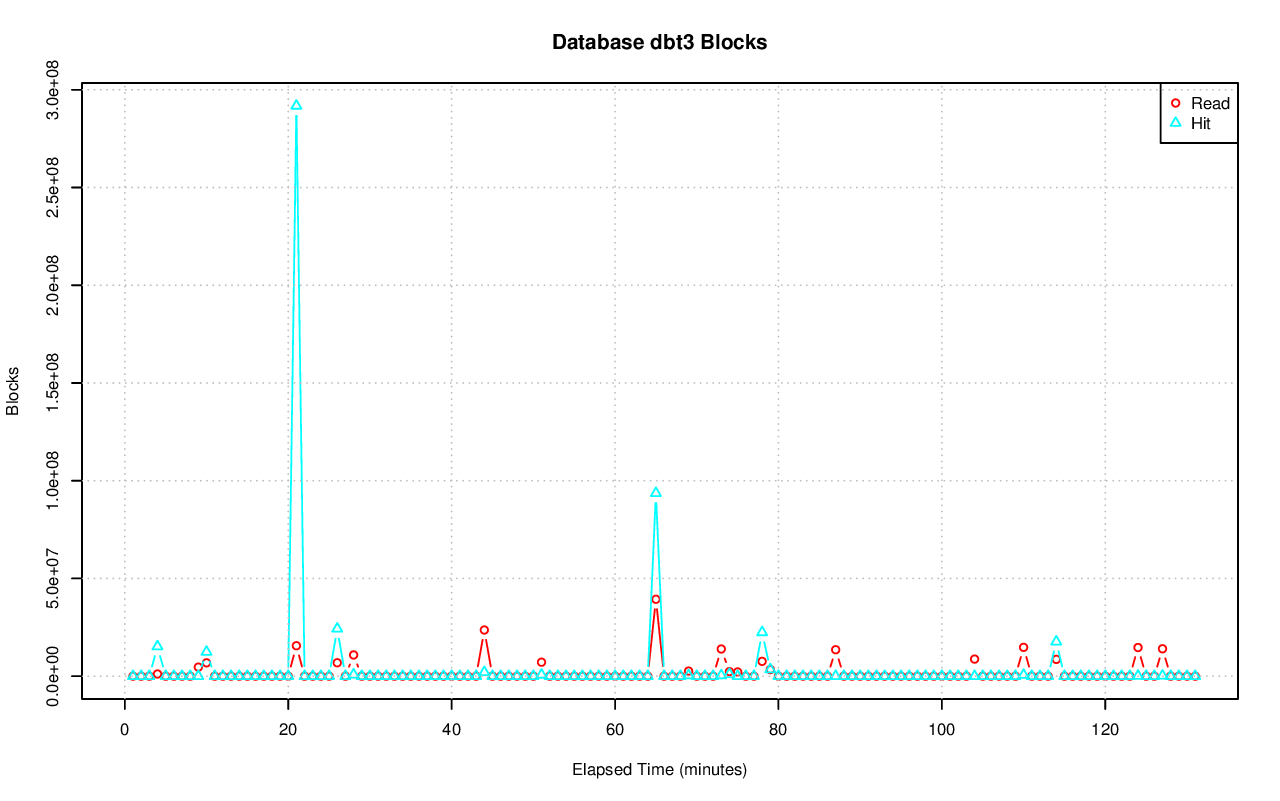 Database dbt3 Blocks
Read
Hit
Blocks
3.0e+08
2.5e+08
2.0e+08
1.5e+08
1.0e+08
5.0e+07
0.0e+00
0 20 40 60 80 100 120
Elapsed Time (minutes)